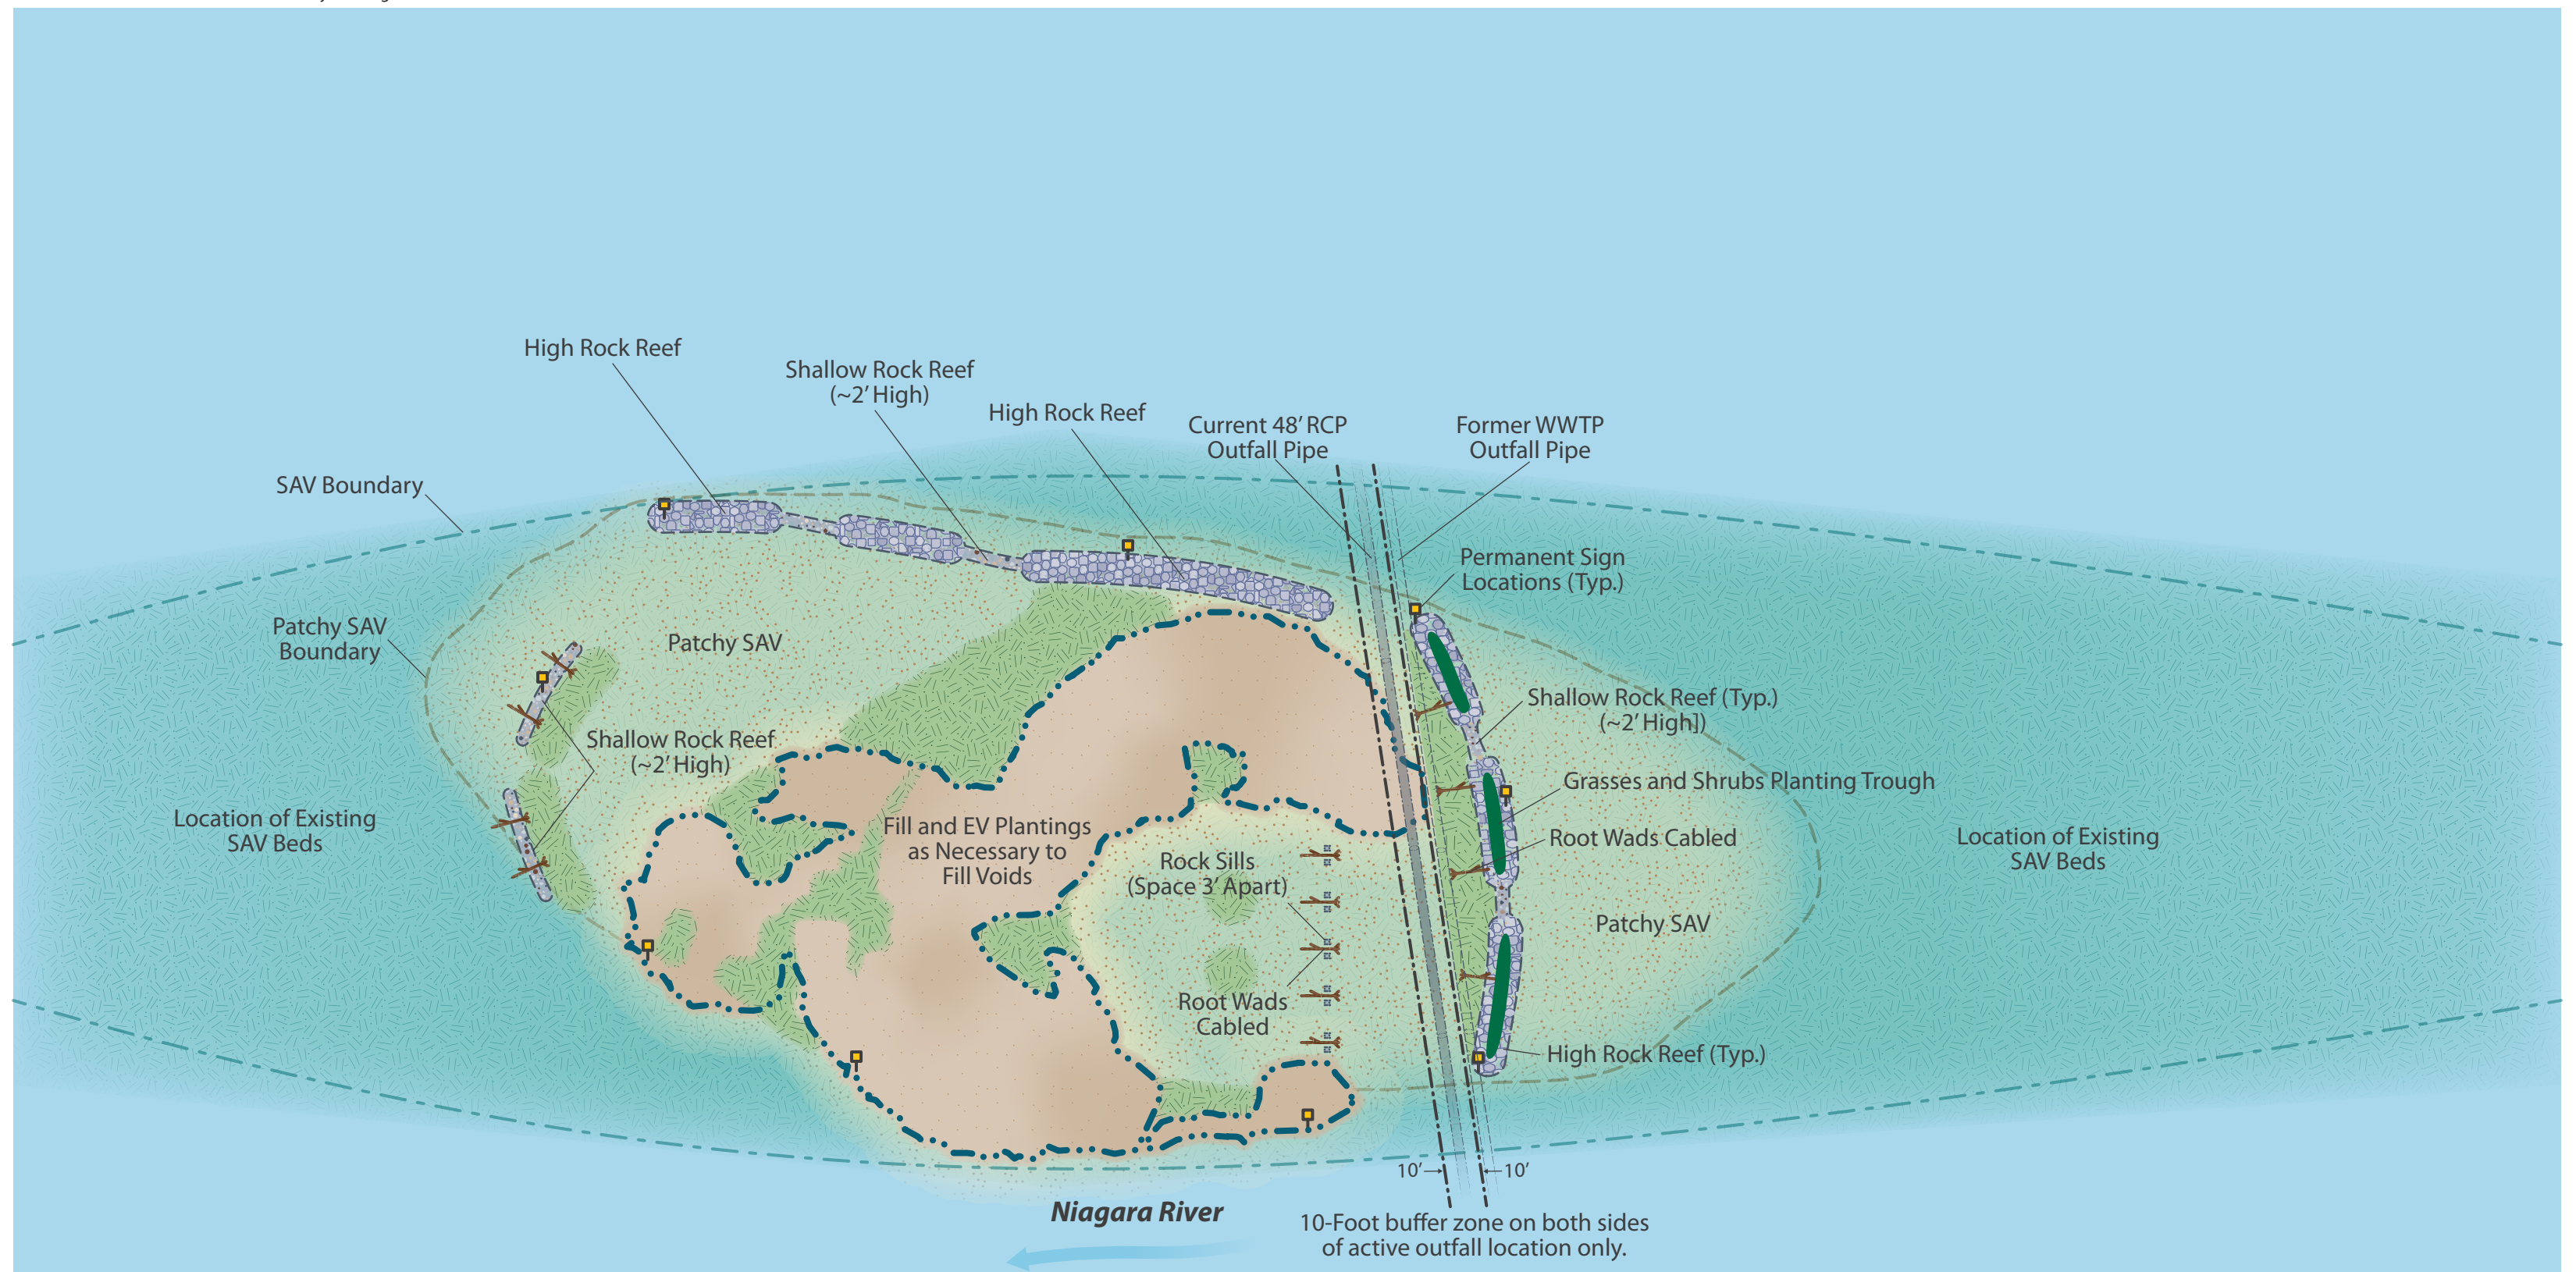 High Rock Reef
Shallow Rock Reef
(~2’ High)
High Rock Reef
Current 48’ RCP
Outfall Pipe
Former WWTP
Outfall Pipe
SAV Boundary
Permanent Sign
Locations (Typ.)
Patchy SAV
Boundary
Patchy SAV
Shallow Rock Reef (Typ.)
(~2’ High])
Shallow Rock Reef
(~2’ High)
Grasses and Shrubs Planting Trough
Location of Existing
SAV Beds
Fill and EV Plantings
as Necessary to
Fill Voids
Root Wads Cabled
Location of Existing
SAV Beds
Rock Sills
(Space 3’ Apart)
Patchy SAV
Root Wads
Cabled
High Rock Reef (Typ.)
10’
10’
Niagara River
10-Foot buffer zone on both sides
of active outfall location only.